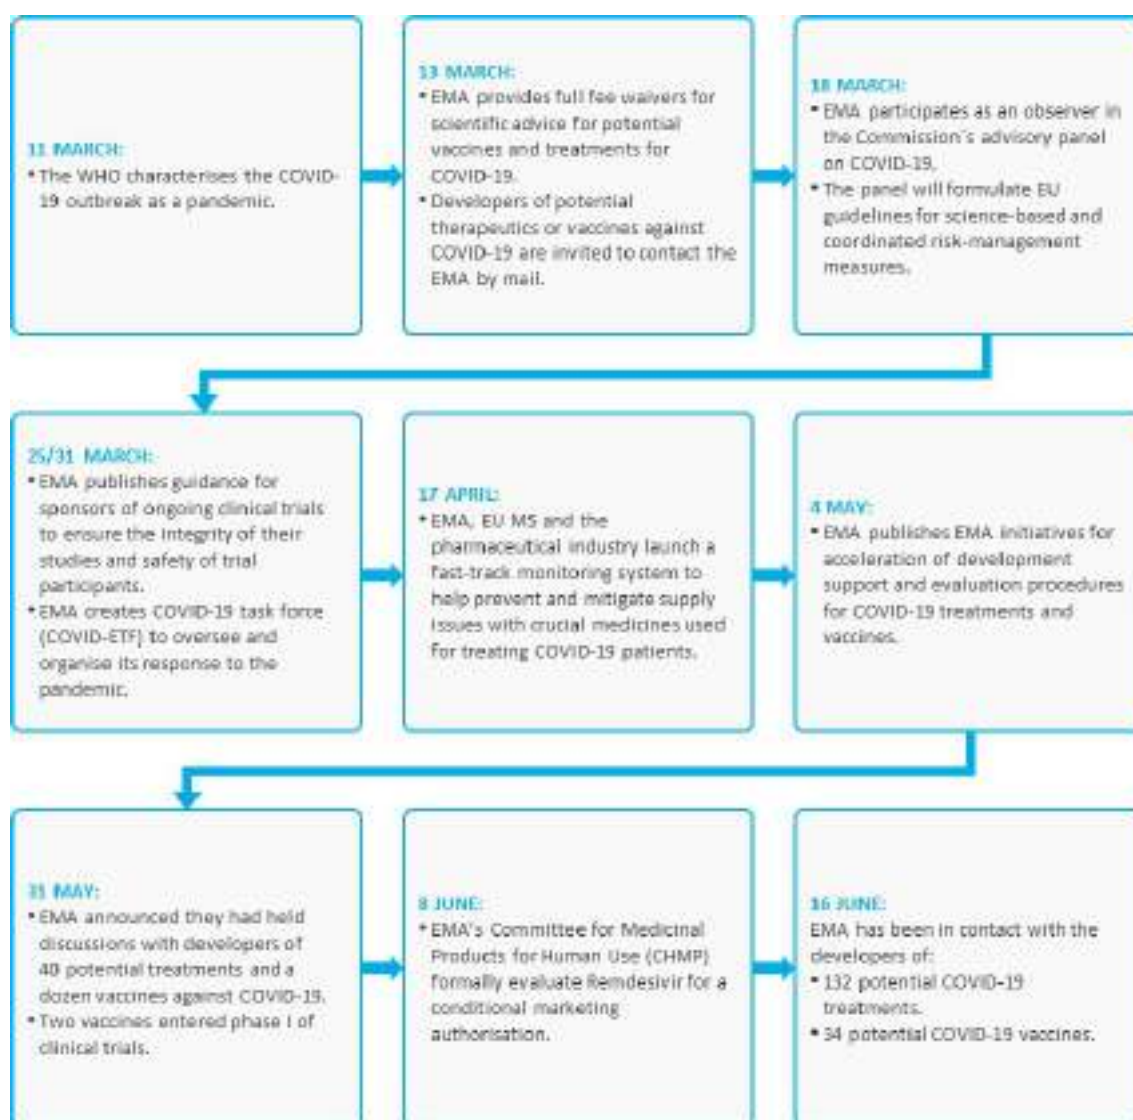 11 MARCH:
• The WHO characterises the COVID-
19 outbreak as a pandemic.
13 MARCH:
• EMA provides full fee waivers for
scientific advice for potential
vaccines and treatments for
COVID-19.
• Developers of potential
therapeutics or vaccines against
COVID-19 are invited to contact the
EMA by mail.
18 MARCH:
• EMA participates as an observer in
the Commission´s advisory panel
on COVID-19.
• The panel will formulate EU
guidelines for science-based and
coordinated risk-management
measures.
25/31 MARCH:
• EMA publishes guidance for
sponsors of ongoing clinical trials
to ensure the integrity of their
studies and safety of trial
participants.
• EMA creates COVID-19 task force
(COVID-ETF) to oversee and
organise its response to the
pandemic.
17 APRIL:
• EMA, EU MS and the
pharmaceutical industry launch a
fast-track monitoring system to
help prevent and mitigate supply
issues with crucial medicines used
for treating COVID-19 patients.
4 MAY:
• EMA publishes EMA initiatives for
acceleration of development
support and evaluation procedures
for COVID-19 treatments and
vaccines.
31 MAY:
• EMA announced they had held
discussions with developers of
40 potential treatments and a
dozen vaccines against COVID-19.
• Two vaccines entered phase I of
clinical trials.
8 JUNE:
• EMA's Committee for Medicinal
Products for Human Use (CHMP)
formally evaluate Remdesivir for a
conditional marketing
authorisation.
16 JUNE:
EMA has been in contact with the
developers of:
• 132 potential COVID-19
treatments.
• 34 potential COVID-19 vaccines.